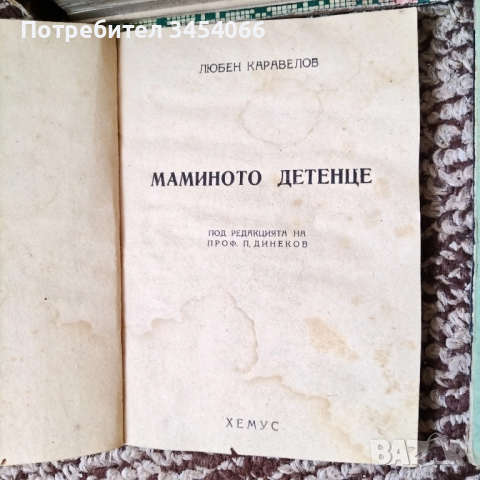 Потребител 3454066
ЛЮБЕН КАРАВЕЛОВ
МАМИНОТО ДЕТЕНЦЕ
ПОД РЕДАКЦИЯТА НА
ПРОФ. П. ДИНЕКОВ
ХЕМУС